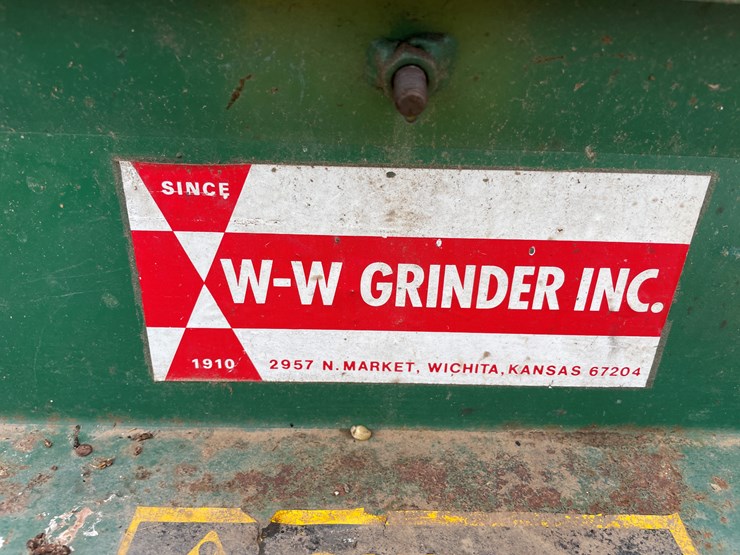 SINCE
W-W GRINDER INC.
1910
2957 N. MARKET, WICHITA, KANSAS 67204